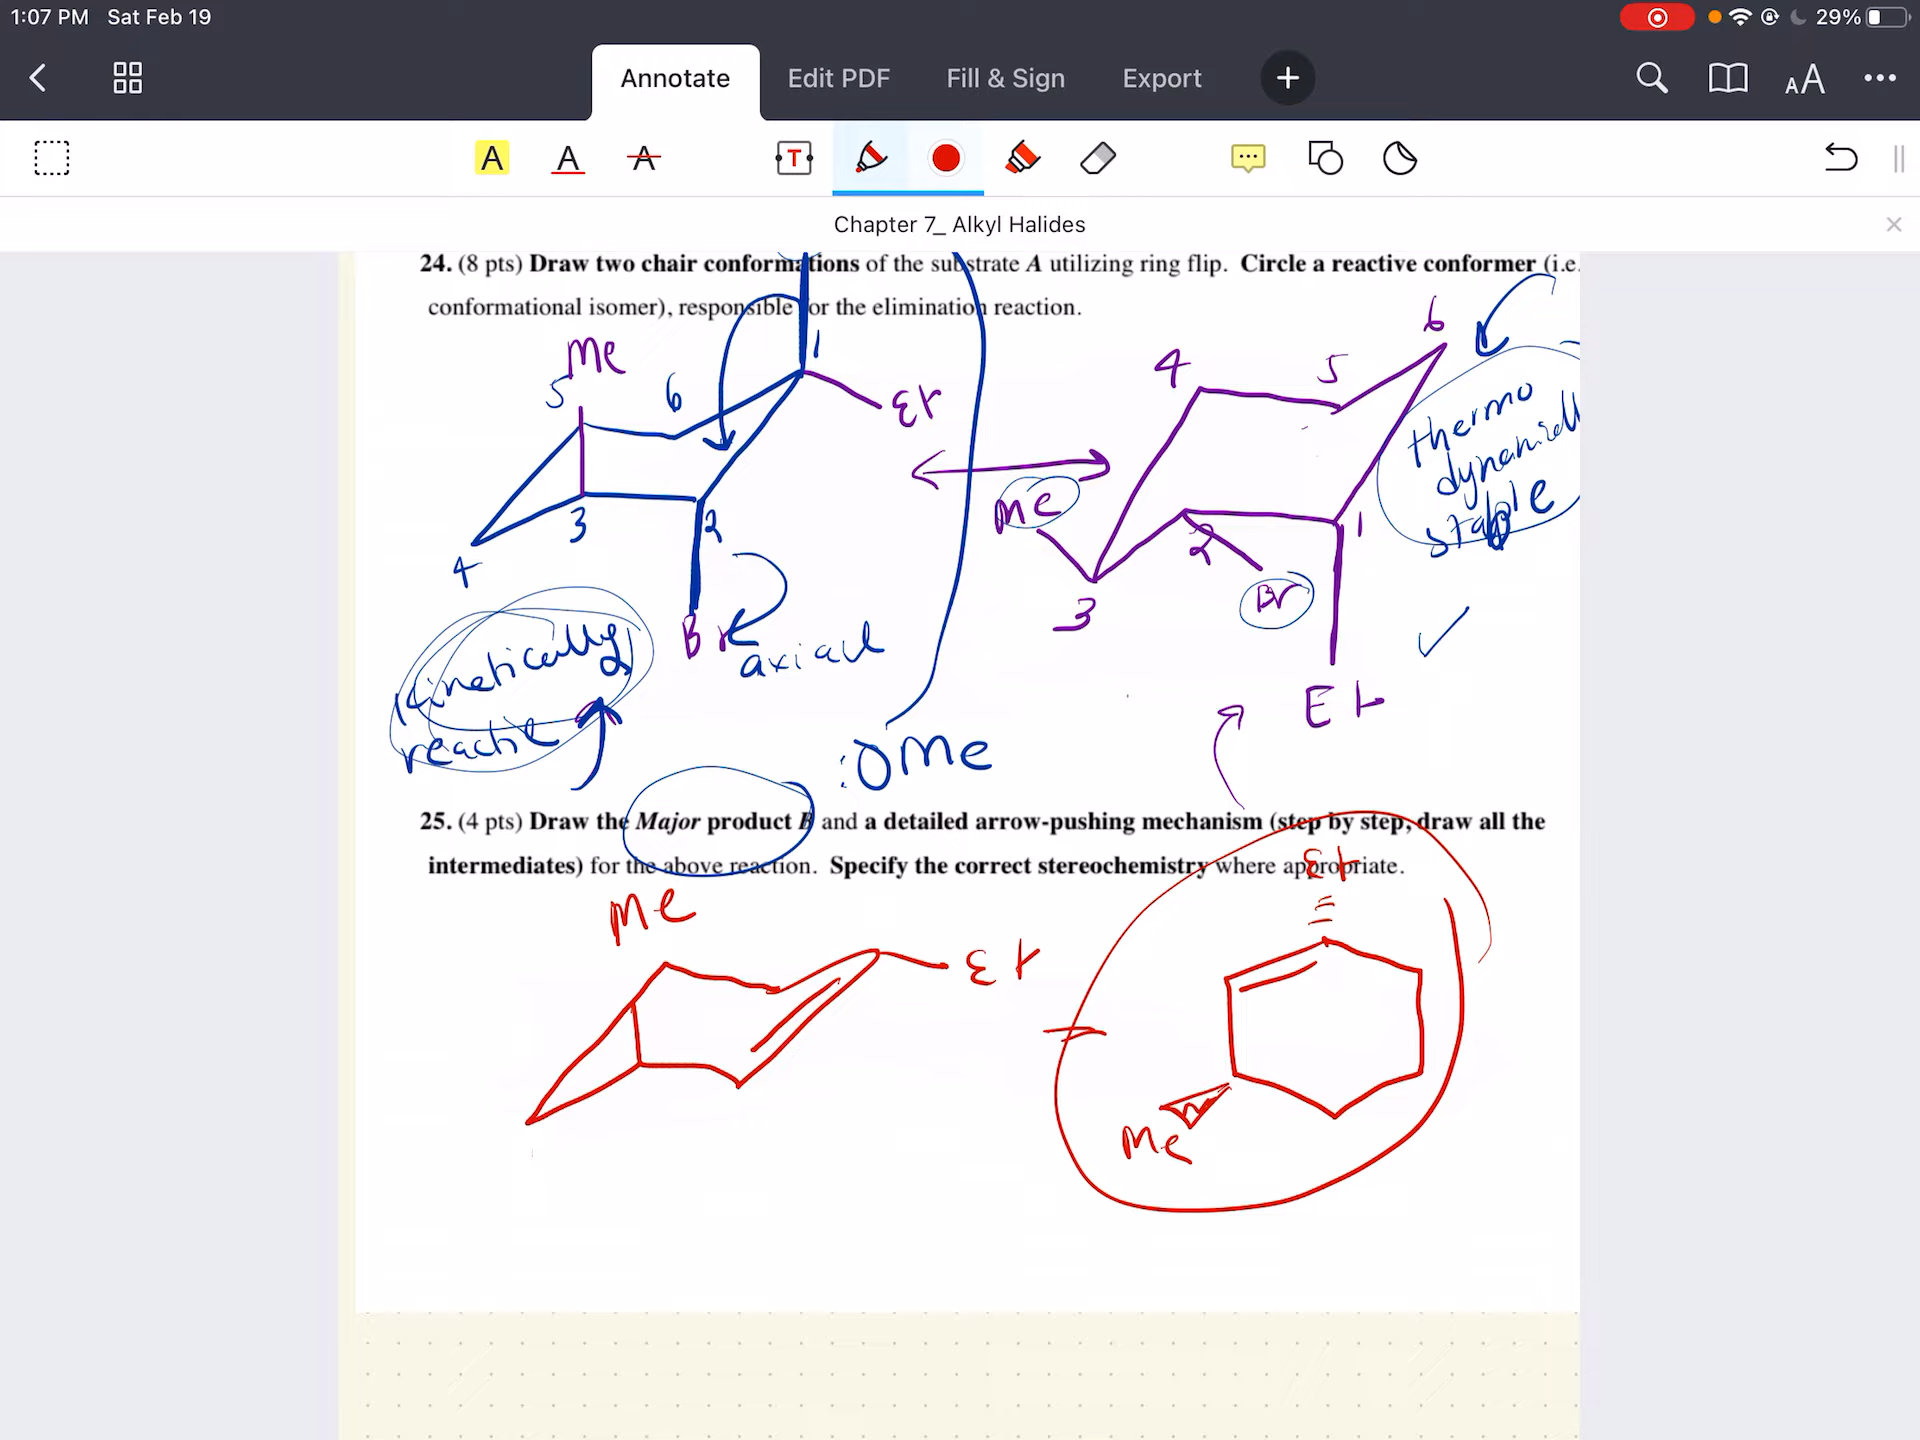 1:07 PM Sat Feb 19
29%
Annotate Edit PDF Fill & Sign Export +
A A A T AA
Chapter 7_ Alkyl Halides
24. (8 pts) Draw two chair conformations of the substrate A utilizing ring flip. Circle a reactive conformer (i.e.
conformational isomer), responsible for the elimination reaction.
Me
5 6 1
Et
3 2
4
Br
axial
kinetically
reactie
:OMe
4 5 6
Me
3 2 1
Br
Et
thermo
stable
25. (4 pts) Draw the Major product B and a detailed arrow-pushing mechanism (step by step, draw all the
intermediates) for the above reaction. Specify the correct stereochemistry where appropriate.
Me
Et
=
Et
Me